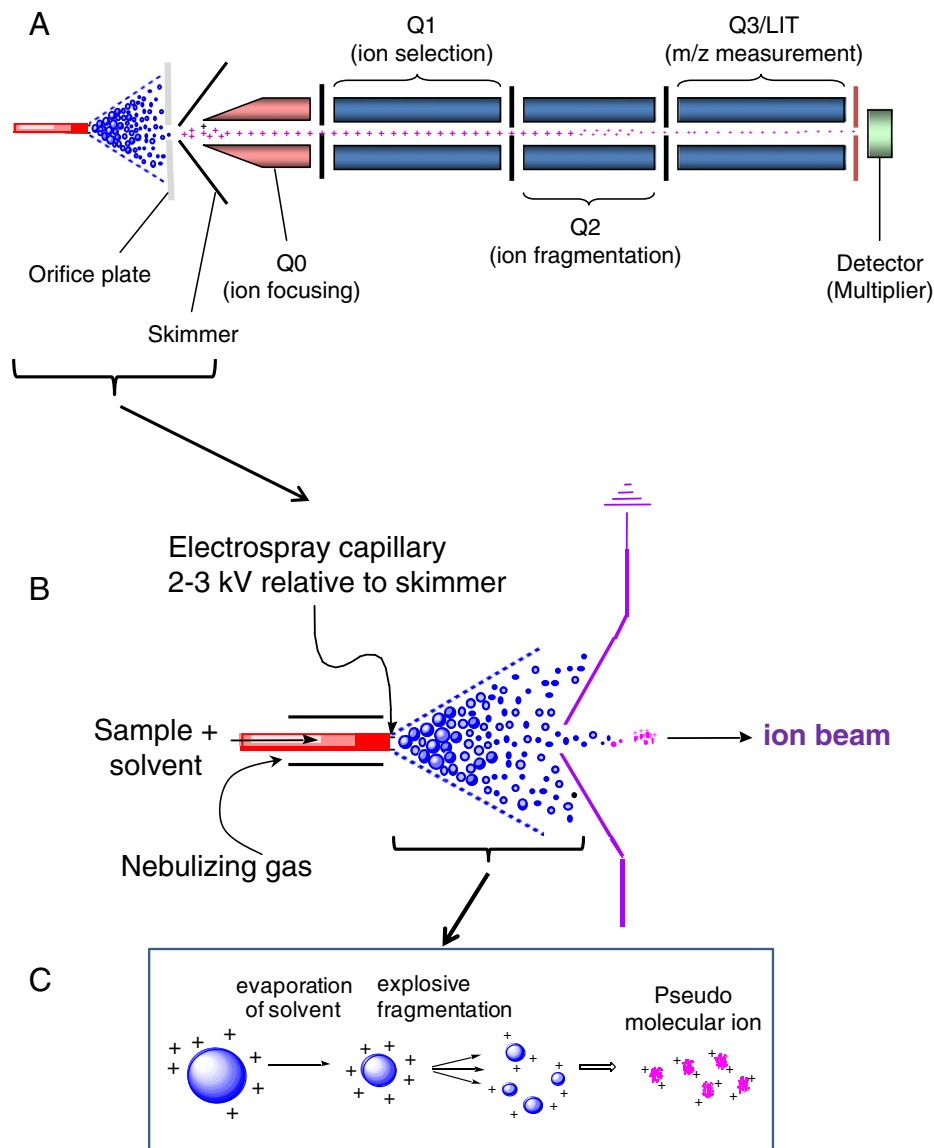 A
Q1
(ion selection)
Q3/LIT
(m/z measurement)
Orifice plate
Skimmer
Q0
(ion focusing)
Q2
(ion fragmentation)
Detector
(Multiplier)
B
Electrospray capillary
2-3 kV relative to skimmer
Sample +
solvent
Nebulizing gas
ion beam
C
evaporation
of solvent
explosive
fragmentation
Pseudo
molecular ion